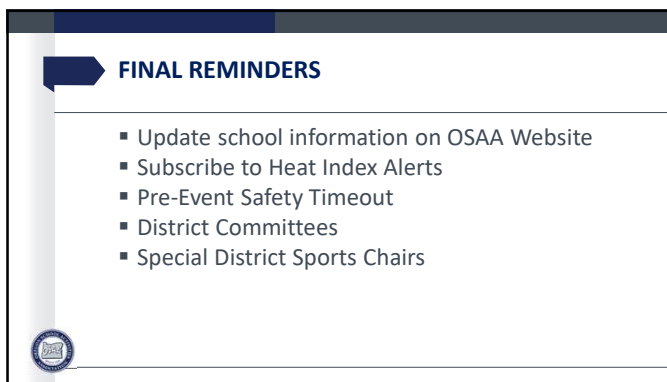 FINAL REMINDERS
▪ Update school information on OSAA Website
▪ Subscribe to Heat Index Alerts
▪ Pre-Event Safety Timeout
▪ District Committees
▪ Special District Sports Chairs